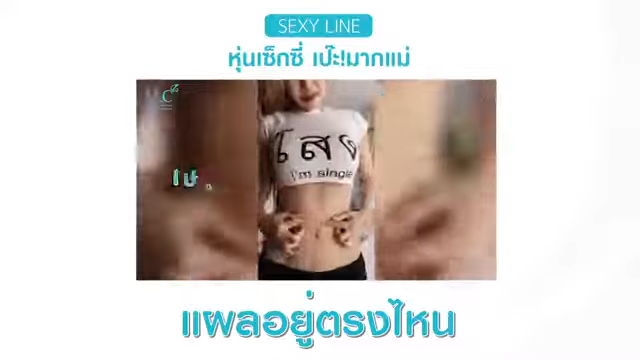 SEXY LINE
หุ่นเซ็กซี่ เป๊ะ!มากแม่
C
โสด
I'm single
แผลอยู่ตรงไหน